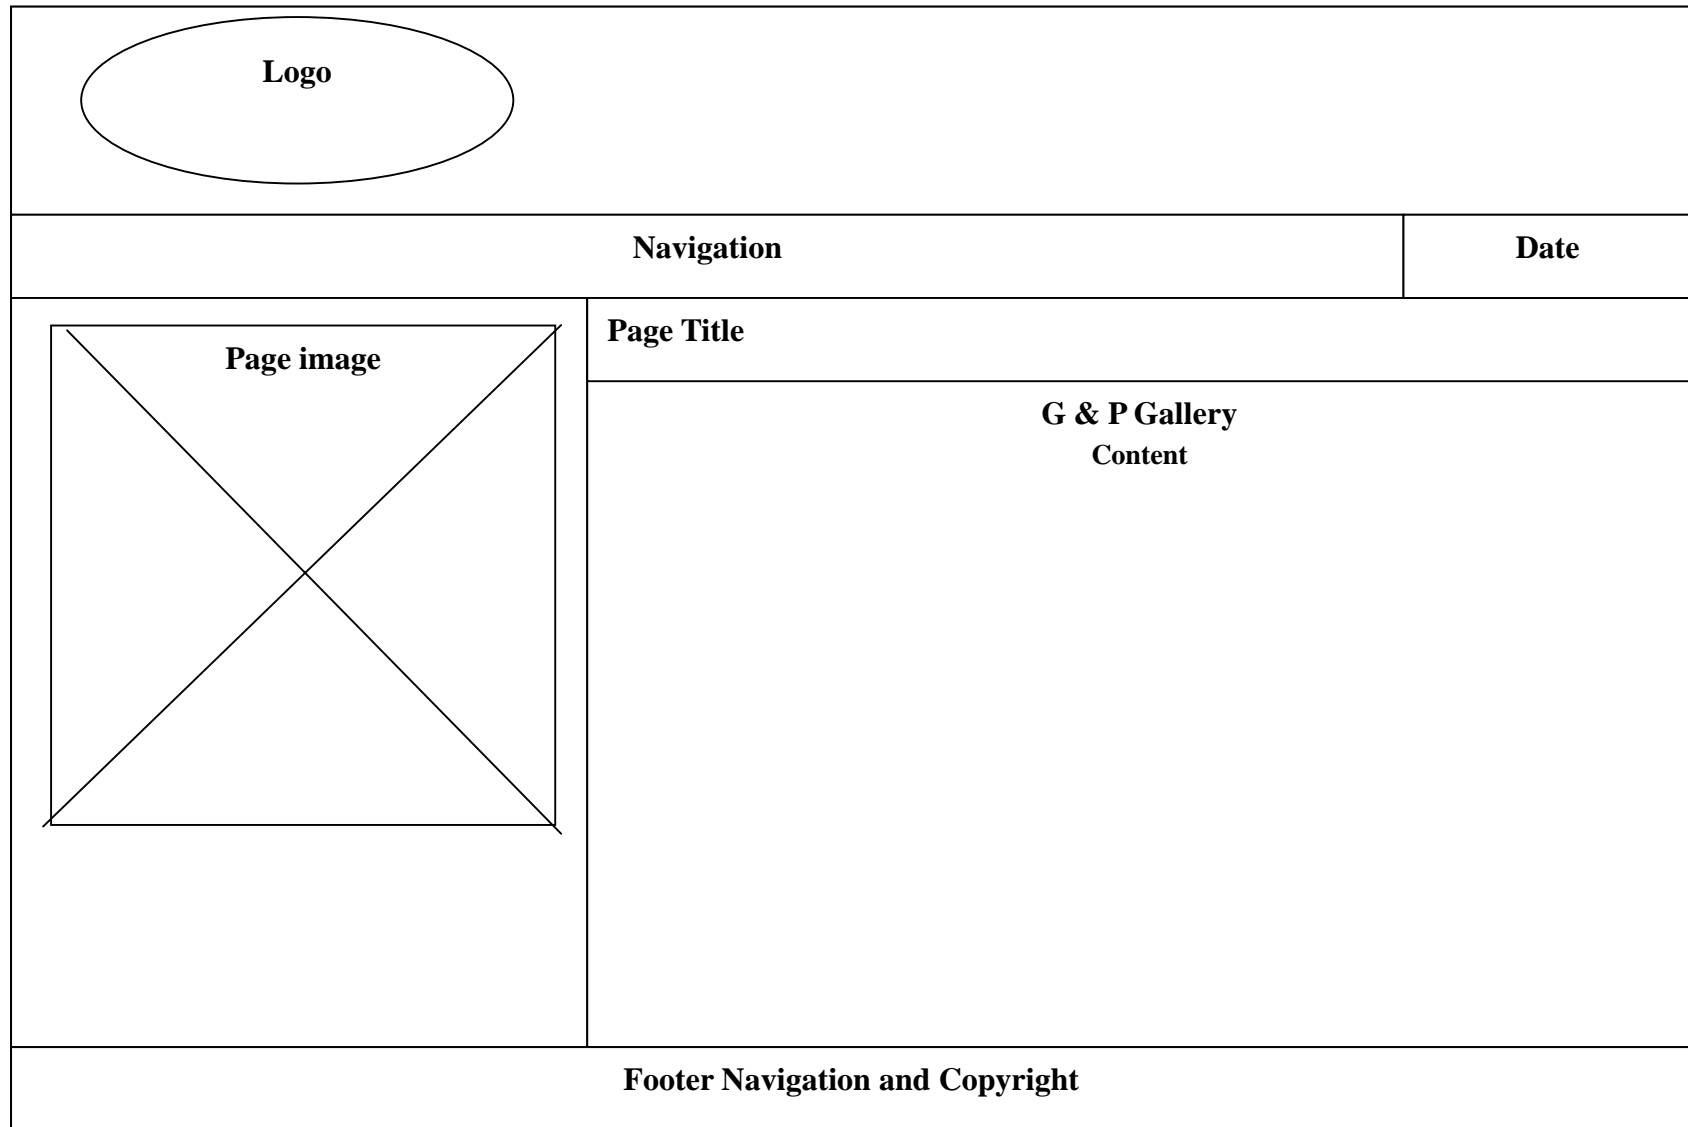 Logo
Navigation
Date
Page image
Page Title
G & P Gallery
Content
Footer Navigation and Copyright